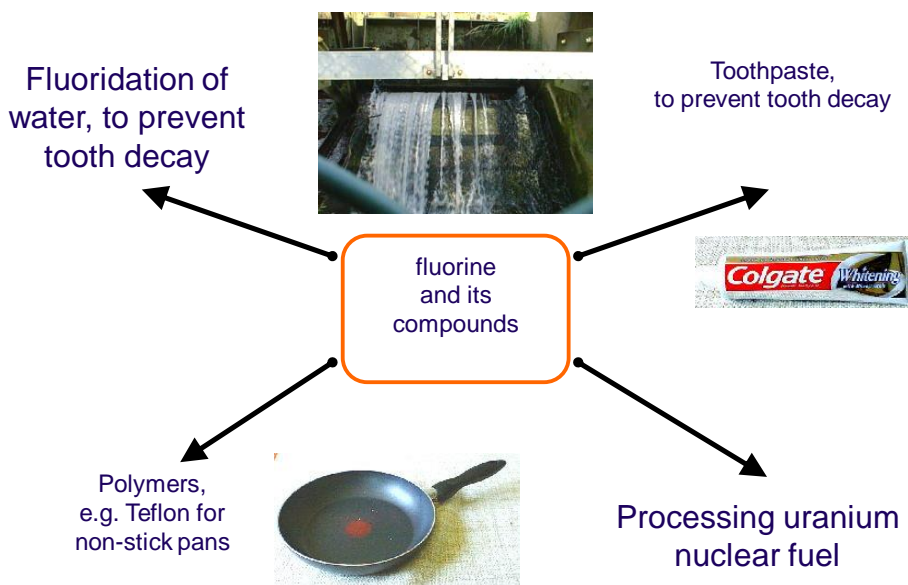 Fluoridation of
water, to prevent
tooth decay
Toothpaste,
to prevent tooth decay
fluorine
and its
compounds
Colgate
Whitening
Polymers,
e.g. Teflon for
non-stick pans
Processing uranium
nuclear fuel